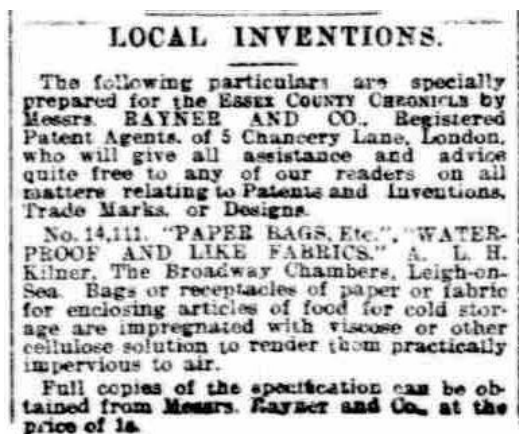 LOCAL INVENTIONS.
The following particulars are specially
prepared for the ESSEX COUNTY CHRONICLE by
Messrs. RAYNER AND CO., Registered
Patent Agents, of 5 Chancery Lane, London,
who will give all assistance and advice
quite free to any of our readers on all
matters relating to Patents and Inventions,
Trade Marks, or Designs.
No. 14,111. "PAPER BAGS, Etc.", "WATER-
PROOF AND LIKE FABRICS." A. L. H.
Kilner, The Broadway Chambers, Leigh-on-
Sea. Bags or receptacles of paper or fabric
for enclosing articles of food for cold stor-
age are impregnated with viscose or other
cellulose solution to render them practically
impervious to air.
Full copies of the specification can be ob-
tained from Messrs. Rayner and Co., at the
price of 1s.